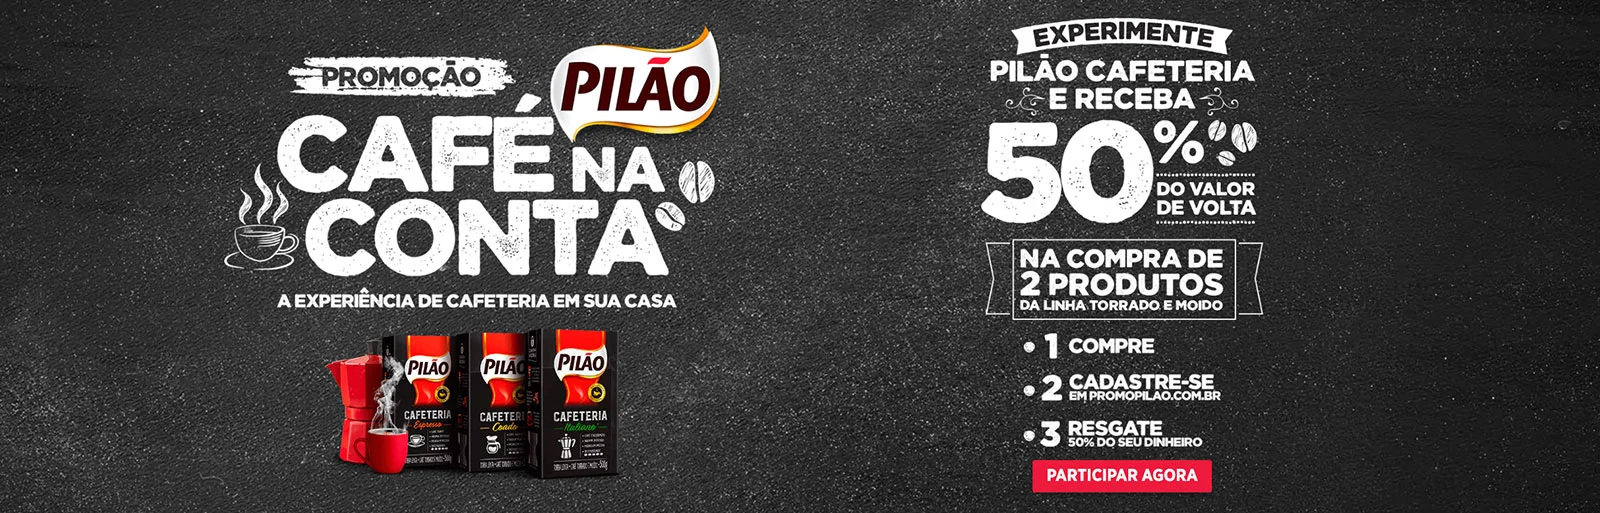 PROMOÇÃO
PILÃO
CAFÉ NA
CONTA
A EXPERIÊNCIA DE CAFETERIA EM SUA CASA
PILÃO
CAFETERIA
Espresso
PILÃO
CAFETERIA
Coado
PILÃO
CAFETERIA
Italiano
500g
EXPERIMENTE
PILÃO CAFETERIA
E RECEBA
50%
DO VALOR
DE VOLTA
NA COMPRA DE
2 PRODUTOS
DA LINHA TORRADO E MOIDO
1 COMPRE
2 CADASTRE-SE
EM PROMOPILAO.COM.BR
3 RESGATE
50% DO SEU DINHEIRO
PARTICIPAR AGORA